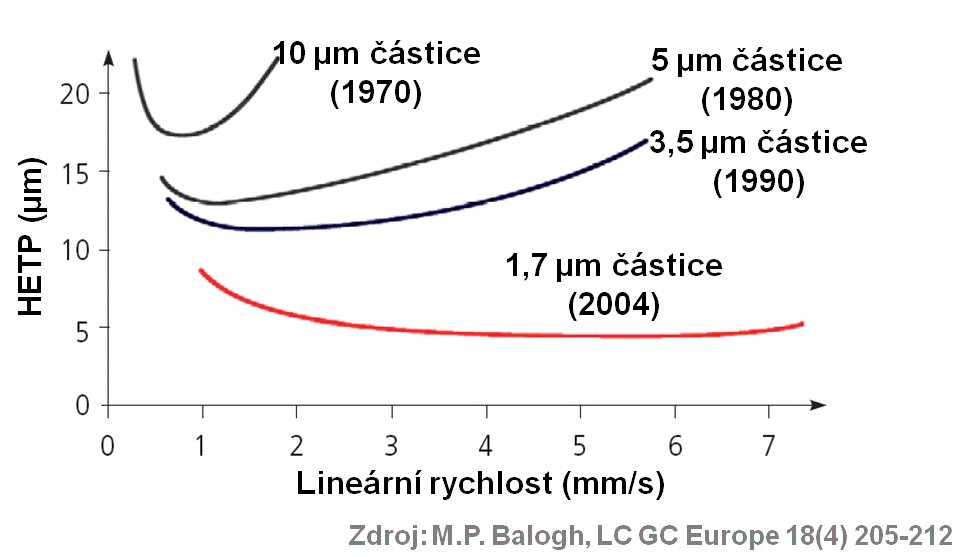 10 µm částice
(1970)
5 µm částice
(1980)
3,5 µm částice
(1990)
1,7 µm částice
(2004)
HETP (µm)
20
15
10
5
0
0 1 2 3 4 5 6 7
Lineární rychlost (mm/s)
Zdroj: M.P. Balogh, LC GC Europe 18(4) 205-212